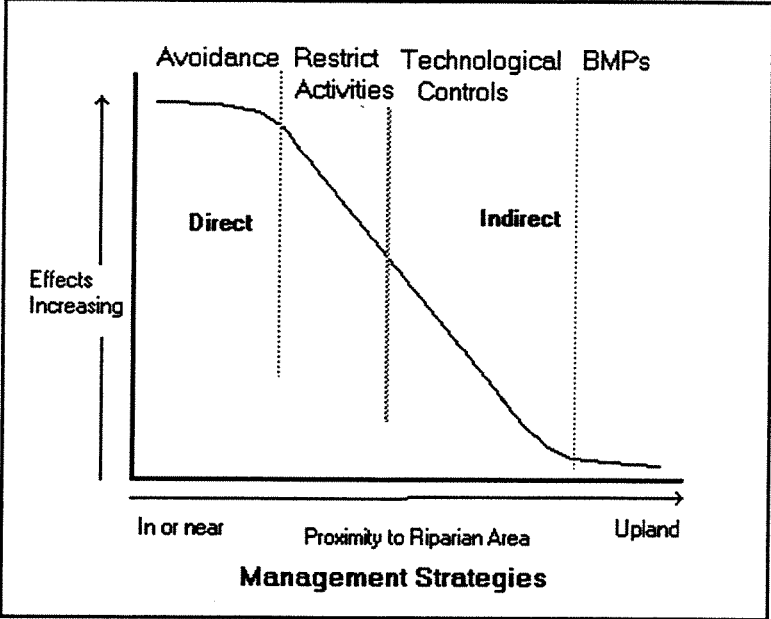 Avoidance
Restrict
Activities
Technological
Controls
BMPs
Direct
Indirect
Effects
Increasing
In or near
Proximity to Riparian Area
Upland
Management Strategies